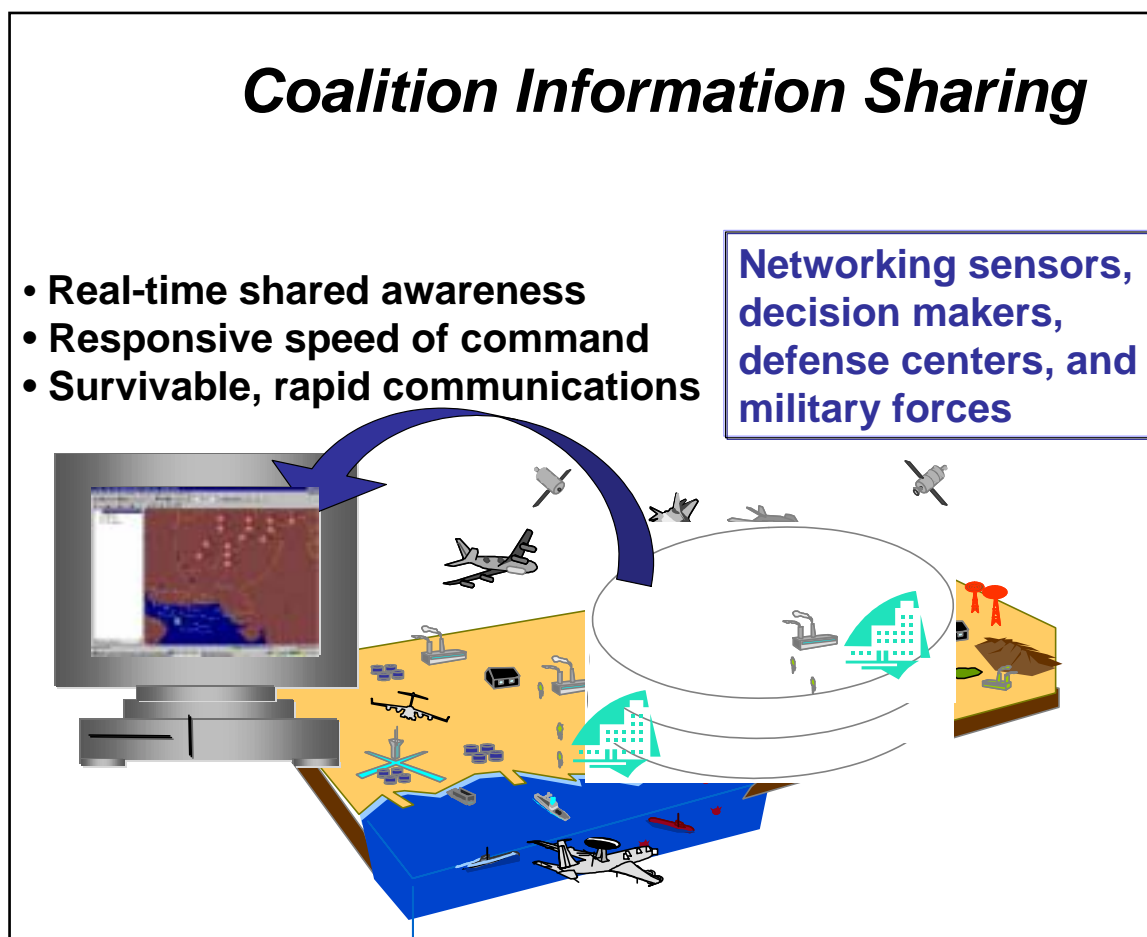 Coalition Information Sharing
• Real-time shared awareness
• Responsive speed of command
• Survivable, rapid communications
Networking sensors,
decision makers,
defense centers, and
military forces